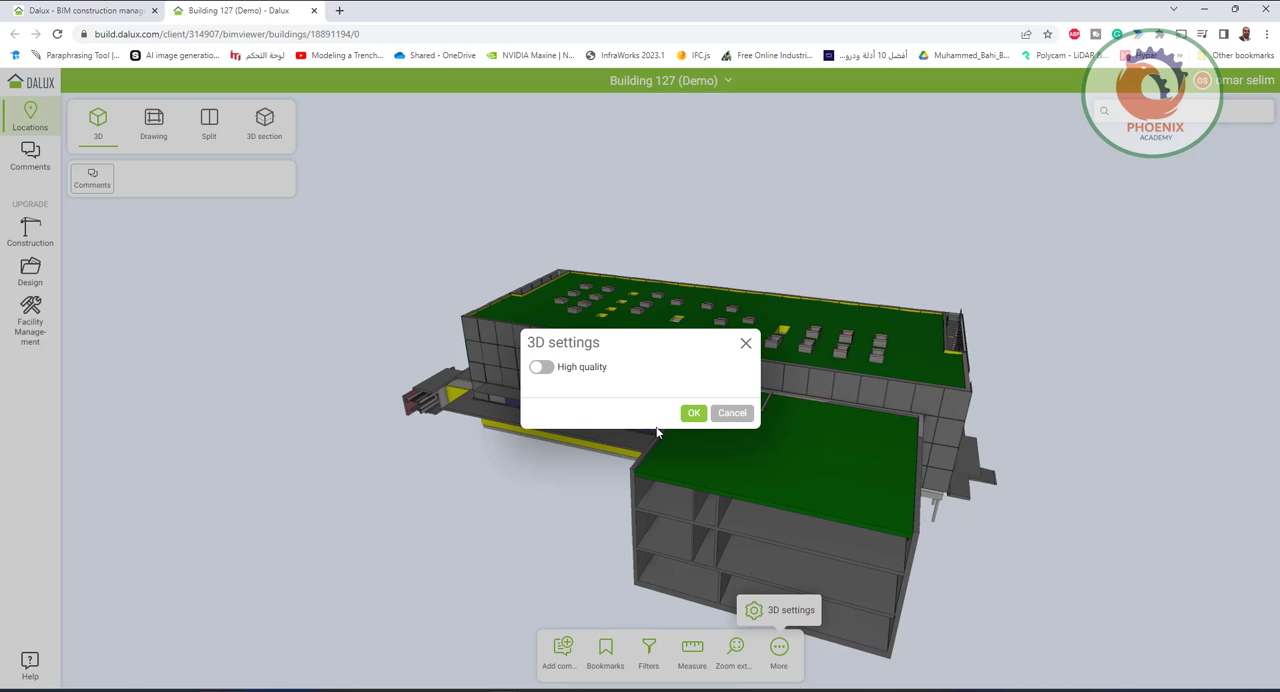 Dalux - BIM construction manag
Building 127 (Demo) - Dalux
build.dalux.com/client/314907/bimviewer/buildings/18891194/0
Paraphrasing Tool |
AI image generatio...
لوحة التحكم
Modeling a Trench...
Shared - OneDrive
NVIDIA Maxine | N...
InfraWorks 2023.1
IFC.js
Free Online Industri...
أفضل 10 أدلة ودرو...
Muhammed_Bahi_B...
Polycam - LiDAR &
Hypar
Other bookmarks
DALUX
Building 127 (Demo)
OS
omar selim
PHOENIX
ACADEMY
Locations
Comments
UPGRADE
Construction
Design
Facility
Manage-
ment
Help
3D
Drawing
Split
3D section
Comments
3D settings
High quality
OK
Cancel
3D settings
Add com...
Bookmarks
Filters
Measure
Zoom ext...
More